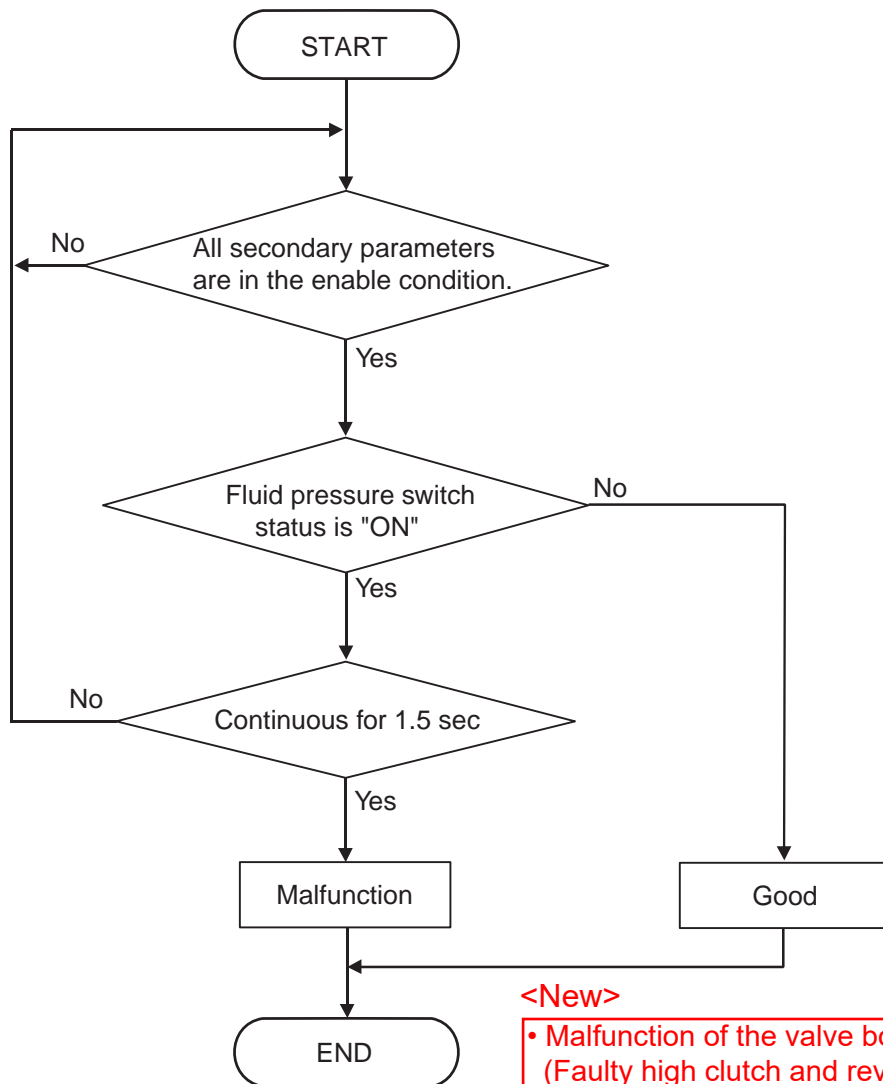 START
No
All secondary parameters
are in the enable condition.
Yes
Fluid pressure switch
status is "ON"
No
Yes
No
Continuous for 1.5 sec
Yes
Malfunction
Good
<New>
• Malfunction of the valve
(Faulty high clutch and
END